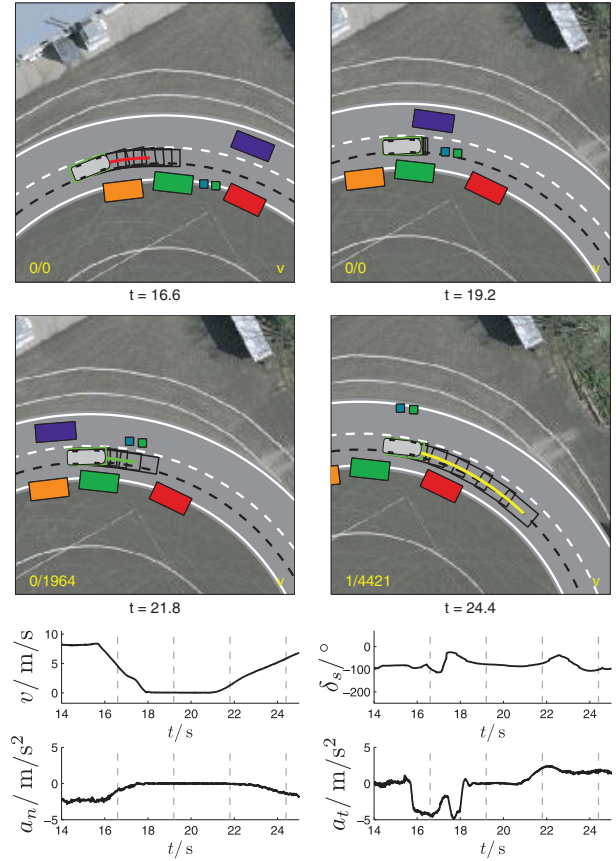 0/0 v
0/0 v
t = 16.6
t = 19.2
0/1964 v
1/4421 v
t = 21.8
t = 24.4
v / m/s
10
5
0
14 16 18 20 22 24
t / s
δs/°
0
−100
−200
14 16 18 20 22 24
t / s
an / m/s²
5
0
−5
14 16 18 20 22 24
t / s
at / m/s²
5
0
−5
14 16 18 20 22 24
t / s